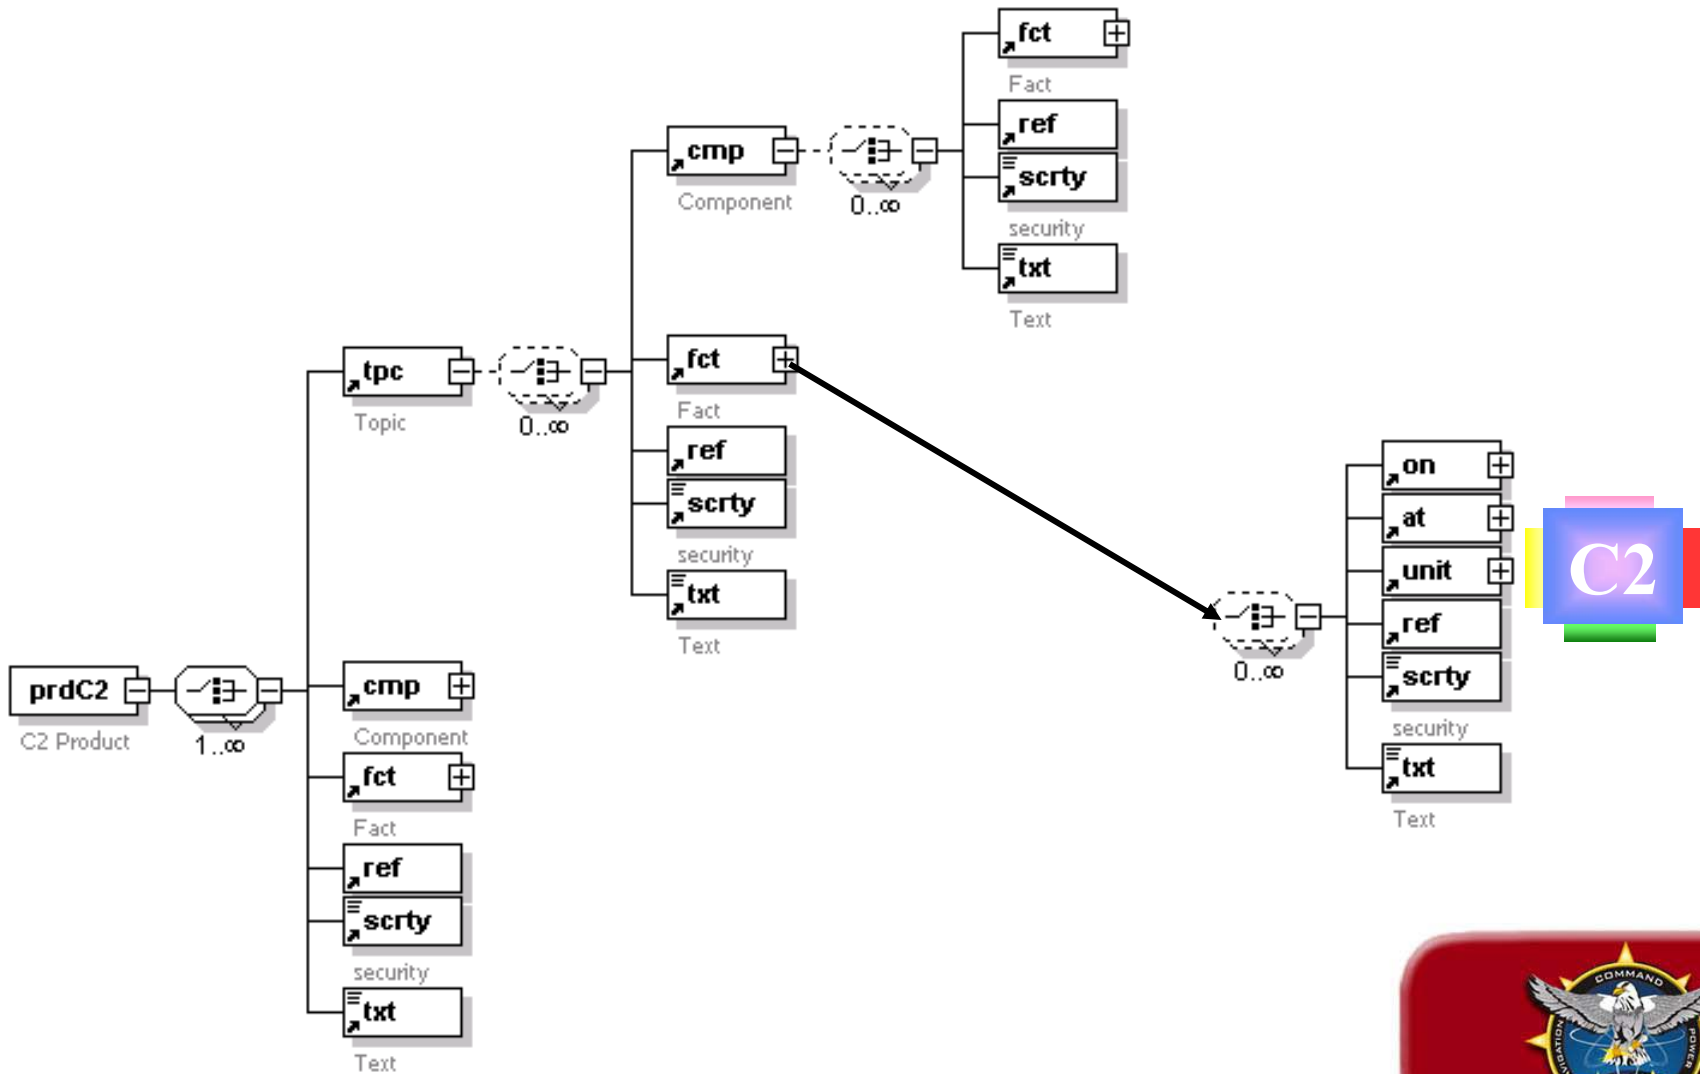 fct
Fact
ref
cmp
scrty
Component
0..∞
security
txt
Text
fct
tpc
Fact
Topic
0..∞
ref
on
scrty
at
security
C2
unit
txt
ref
Text
0..∞
scrty
prdC2
cmp
security
C2 Product
1..∞
Component
txt
fct
Text
Fact
ref
scrty
security
COMMAND
txt
POWER
Text